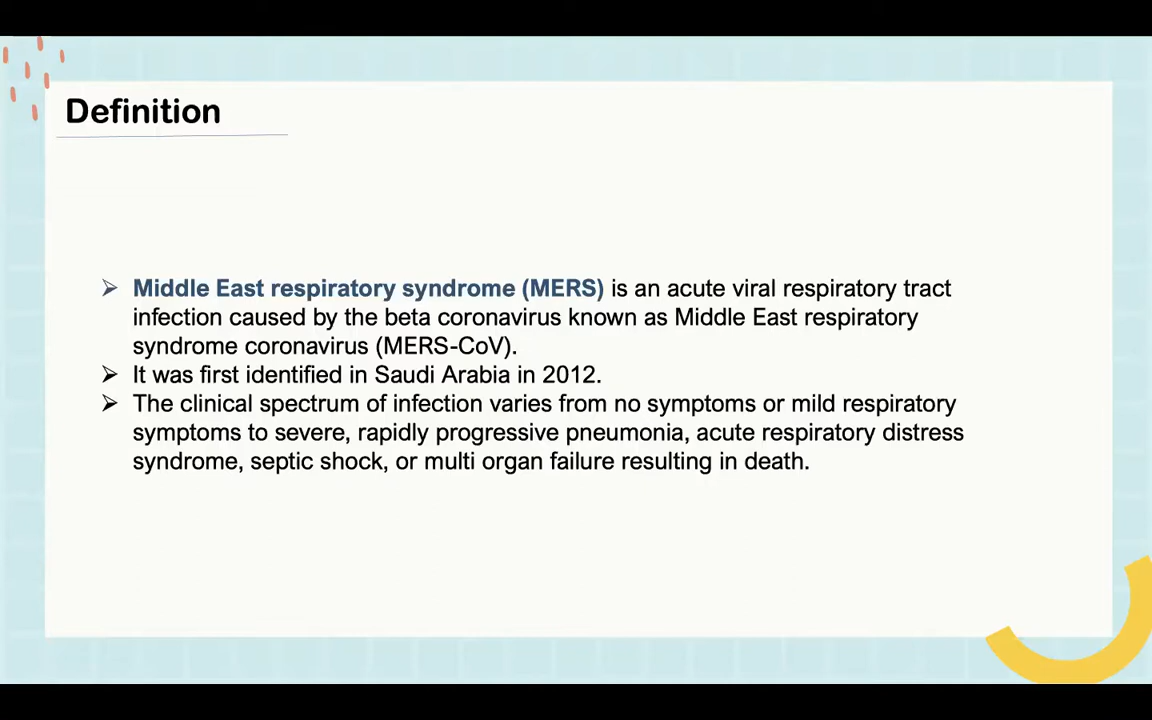 Definition
➢ Middle East respiratory syndrome (MERS) is an acute viral respiratory tract
infection caused by the beta coronavirus known as Middle East respiratory
syndrome coronavirus (MERS-CoV).
➢ It was first identified in Saudi Arabia in 2012.
➢ The clinical spectrum of infection varies from no symptoms or mild respiratory
symptoms to severe, rapidly progressive pneumonia, acute respiratory distress
syndrome, septic shock, or multi organ failure resulting in death.